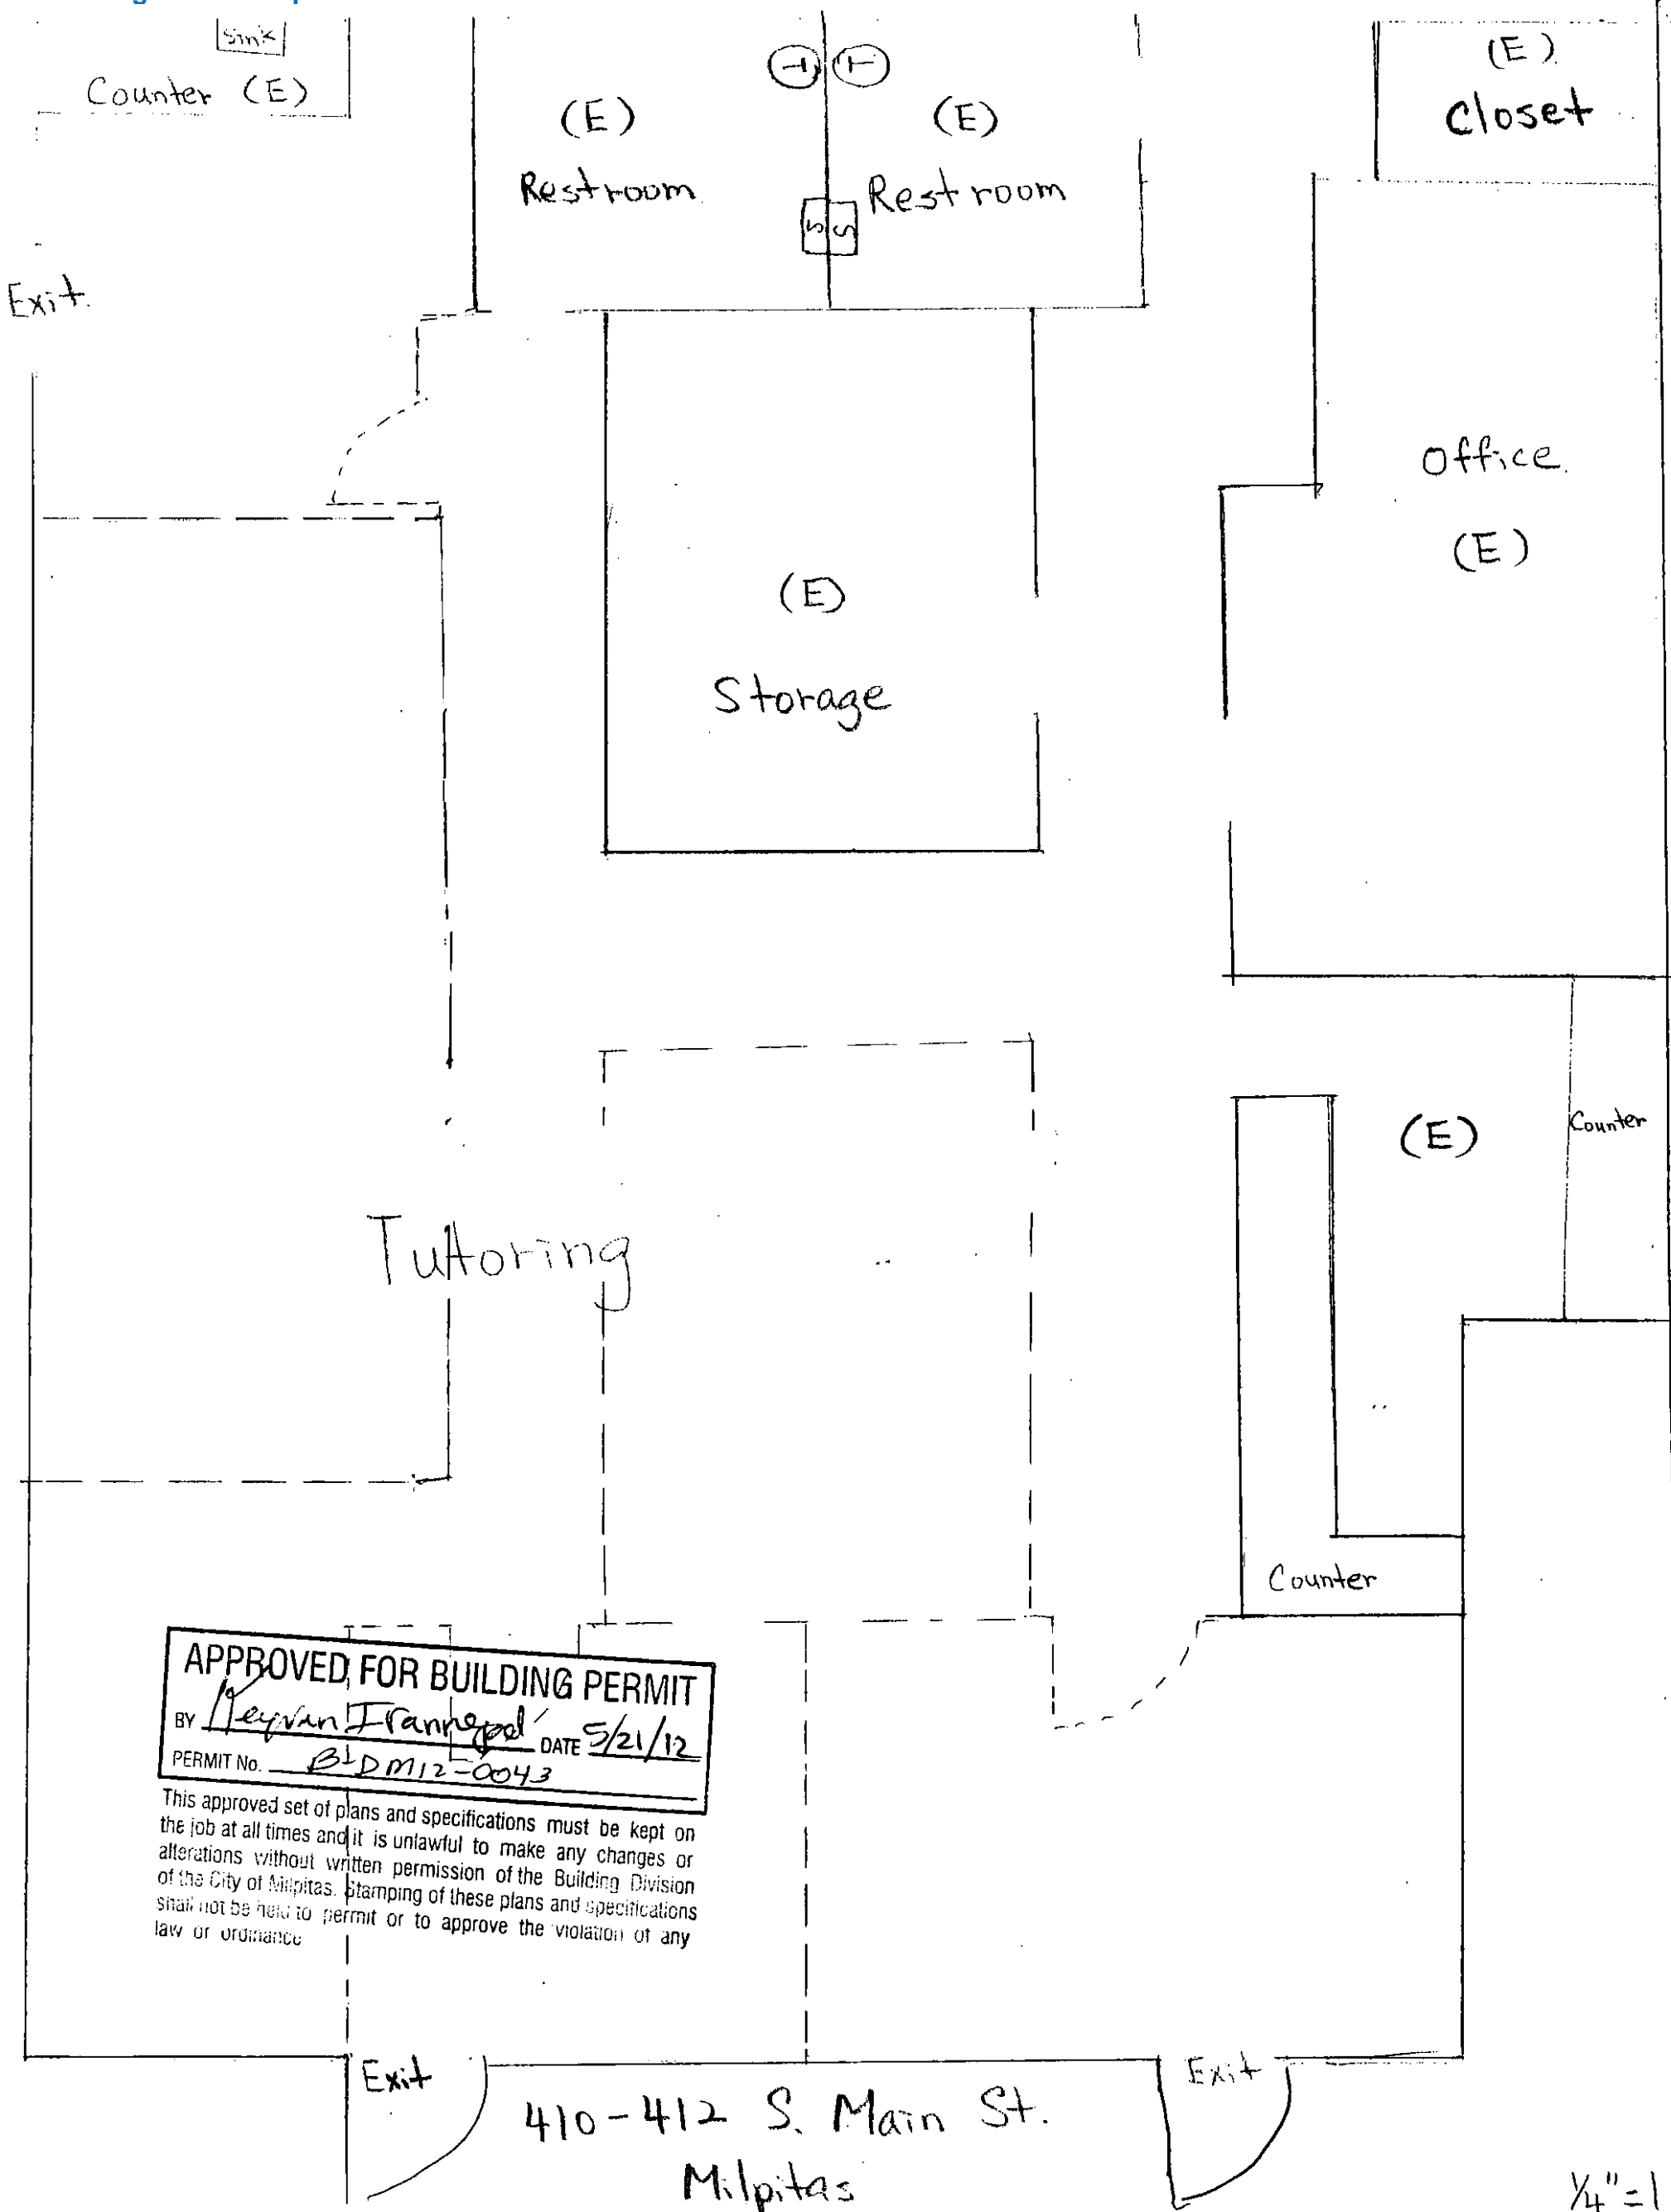 Sink
Counter (E)
T T
(E)
Restroom
(E)
Restroom
S S
(E)
Closet
Exit
Office
(E)
(E)
Storage
(E)
Counter
Tutoring
Counter
APPROVED FOR BUILDING PERMIT
BY DATE 5/21/12
PERMIT No. B-DM12-0043
This approved set of plans and specifications must be kept on
the job at all times and it is unlawful to make any changes or
alterations without written permission of the Building Division
of the City of Milpitas. Stamping of these plans and specifications
shall not be held to permit or to approve the violation of any
law or ordinance
Exit
Exit
410-412 S. Main St.
Milpitas
1/4"=1